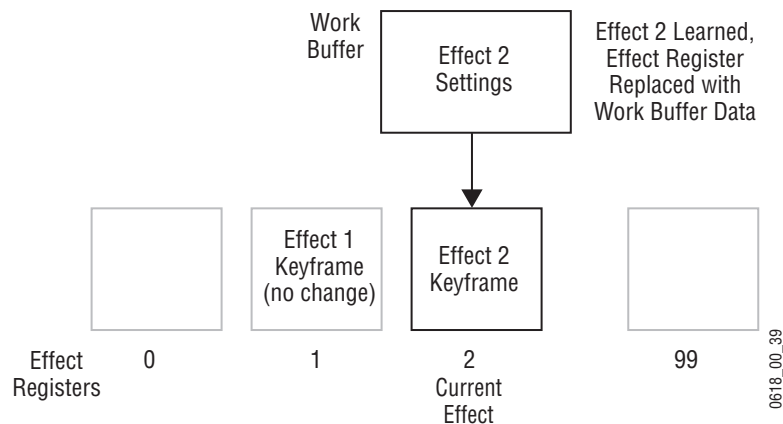 Work
Buffer
Effect 2
Settings
Effect 2 Learned,
Effect Register
Replaced with
Work Buffer Data
Effect 1
Keyframe
(no change)
Effect 2
Keyframe
Effect
Registers
0
1
2
99
Current
Effect
0618_00_39